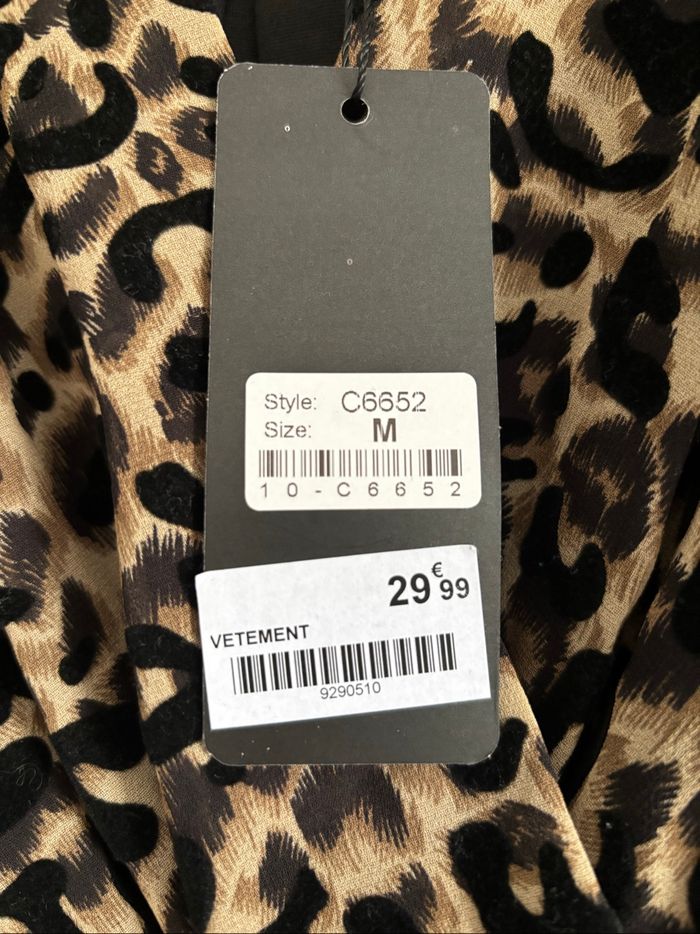 Style: C6652
Size: M
10-C6652
29€99
VETEMENT
9290510